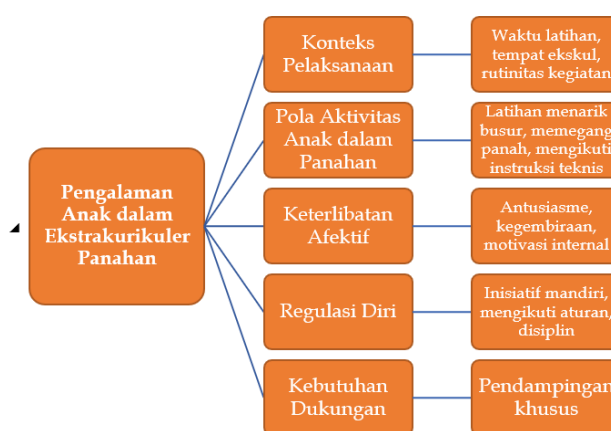 Pengalaman
Anak dalam
Ekstrakurikuler
Panahan
Konteks
Pelaksanaan
Waktu latihan,
tempat ekskul,
rutinitas kegiatan
Pola Aktivitas
Anak dalam
Panahan
Latihan menarik
busur, memegang
panah, mengikuti
instruksi teknis
Keterlibatan
Afektif
Antusiasme,
kegembiraan,
motivasi internal
Regulasi Diri
Inisiatif mandiri,
mengikuti aturan,
disiplin
Kebutuhan
Dukungan
Pendampingan
khusus